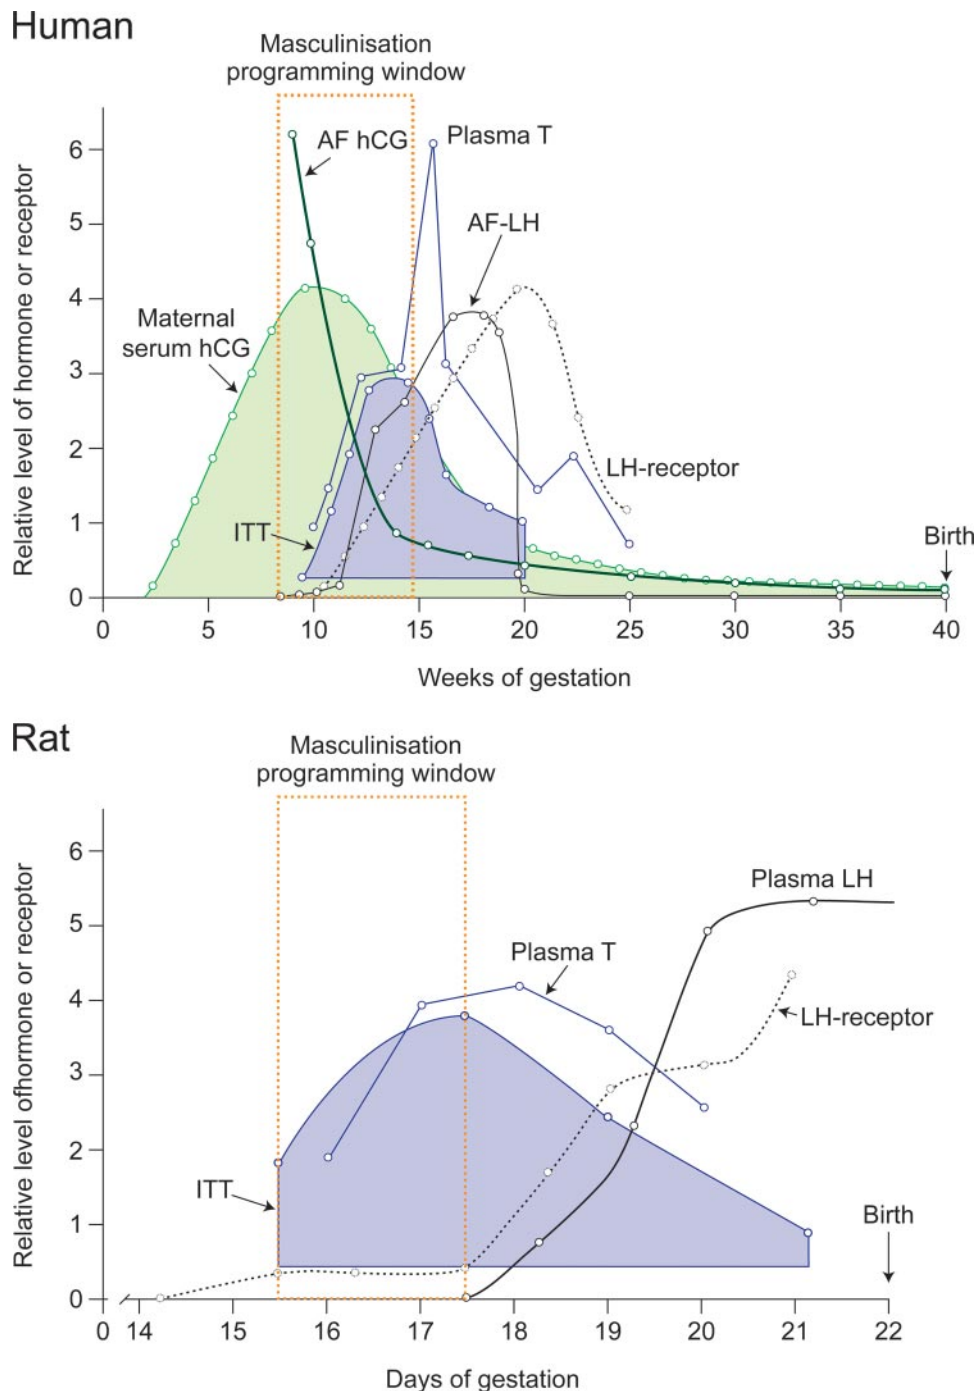 Human
Masculinisation
programming window
AF hCG
Plasma T
AF-LH
Maternal
serum hCG
LH-receptor
ITT
Birth
Relative level of hormone or receptor
6
5
4
3
2
1
0
0 5 10 15 20 25 30 35 40
Weeks of gestation
Rat
Masculinisation
programming window
Plasma LH
Plasma T
LH-receptor
ITT
Birth
Relative level ofhormone or receptor
6
5
4
3
2
1
0
0 14 15 16 17 18 19 20 21 22
Days of gestation